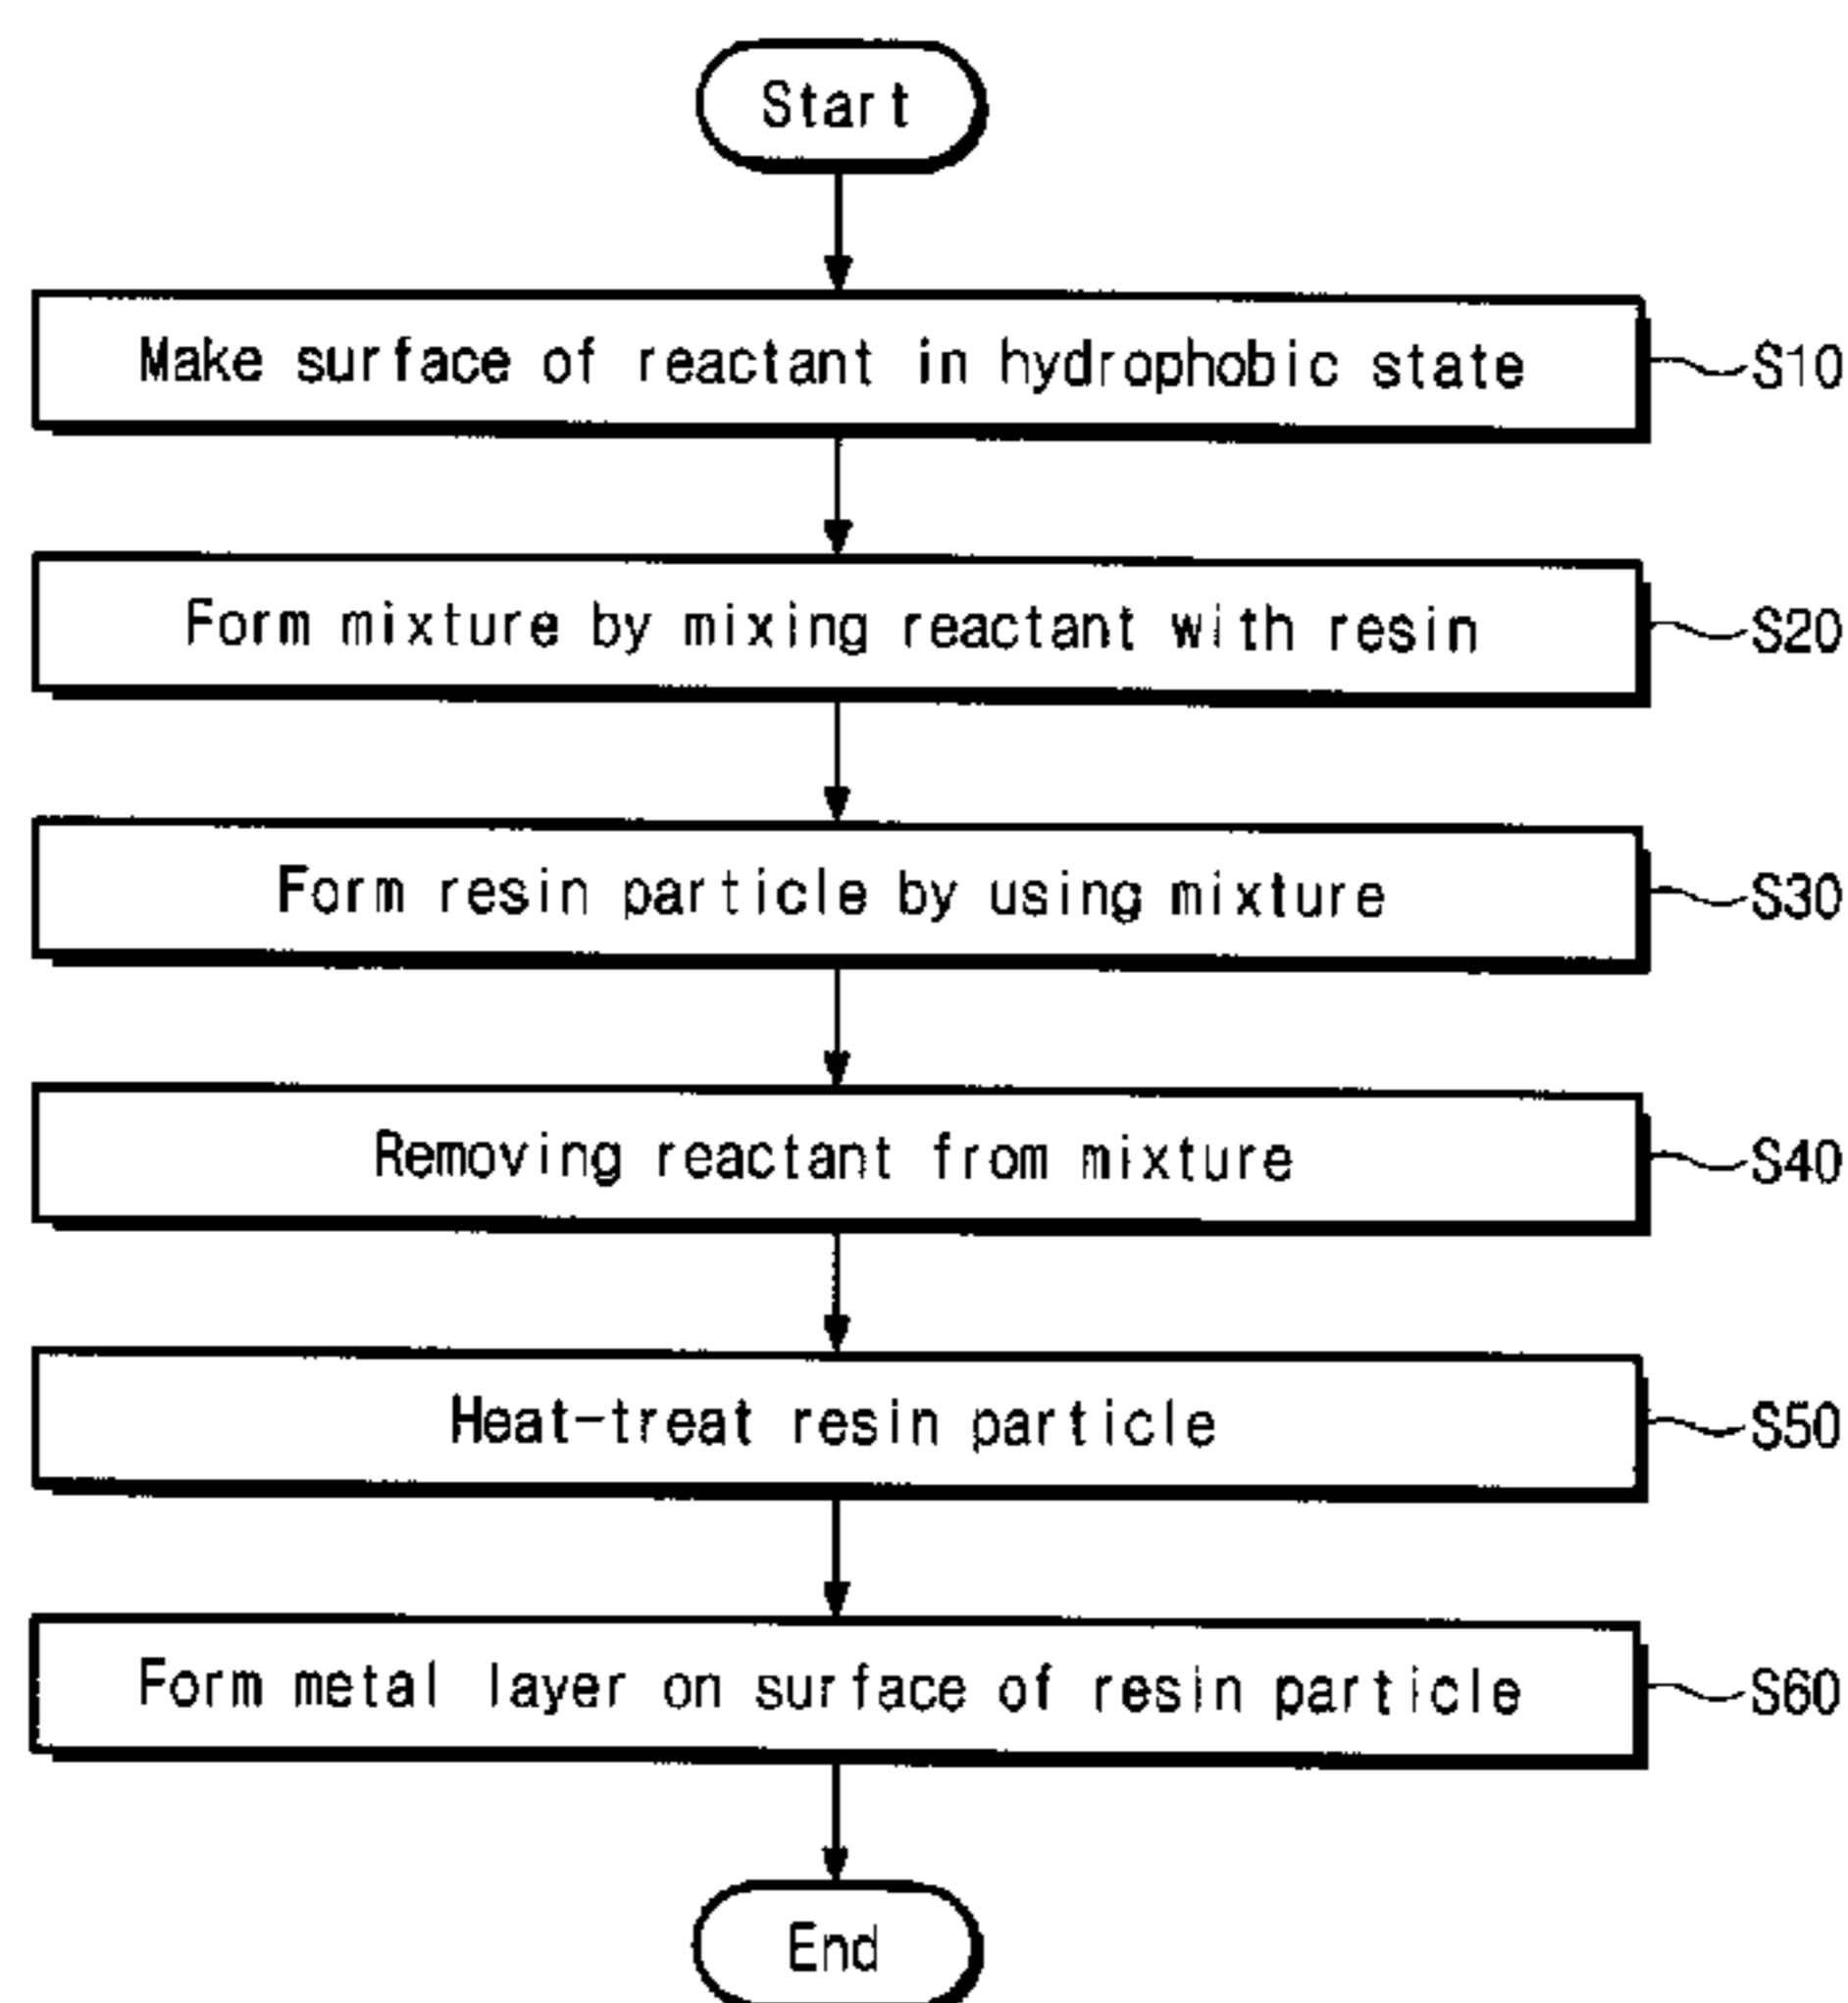 Start
Make surface of reactant in hydrophobic state S10
Form mixture by mixing reactant with resin S20
Form resin particle by using mixture S30
Removing reactant from mixture S40
Heat-treat resin particle S50
Form metal layer on surface of resin particle S60
End